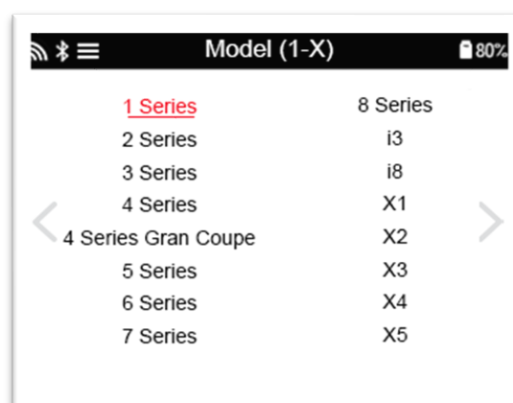 Model (1-X)
80%
1 Series
2 Series
3 Series
4 Series
4 Series Gran Coupe
5 Series
6 Series
7 Series
8 Series
i3
i8
X1
X2
X3
X4
X5